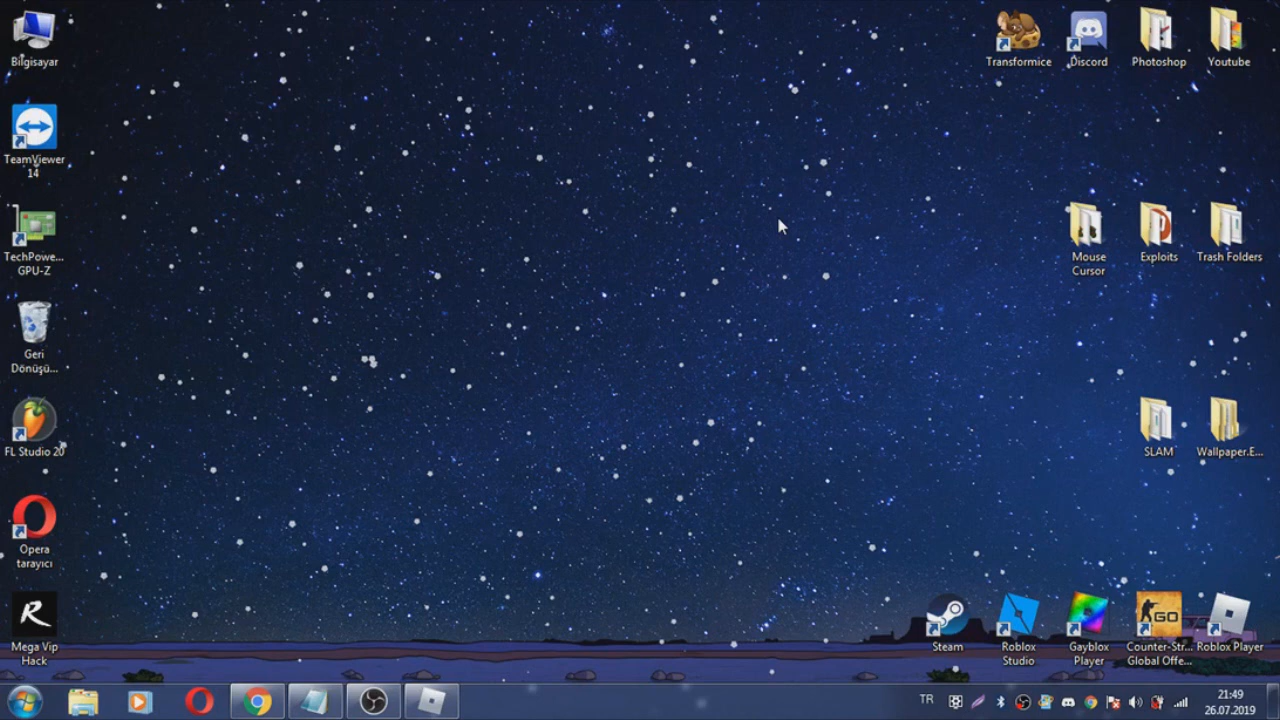 Bilgisayar
TeamViewer
14
TechPowe...
GPU-Z
Geri
Dönüşü...
FL Studio 20
Opera
tarayıcı
Mega Vip
Hack
Transformice
Discord
Photoshop
Youtube
Mouse
Cursor
Exploits
Trash Folders
SLAM
Wallpaper.E...
Steam
Roblox
Studio
Gayblox
Player
GO
Counter-Str...
Global Offe...
Roblox Player
TR
21:49
26.07.2019